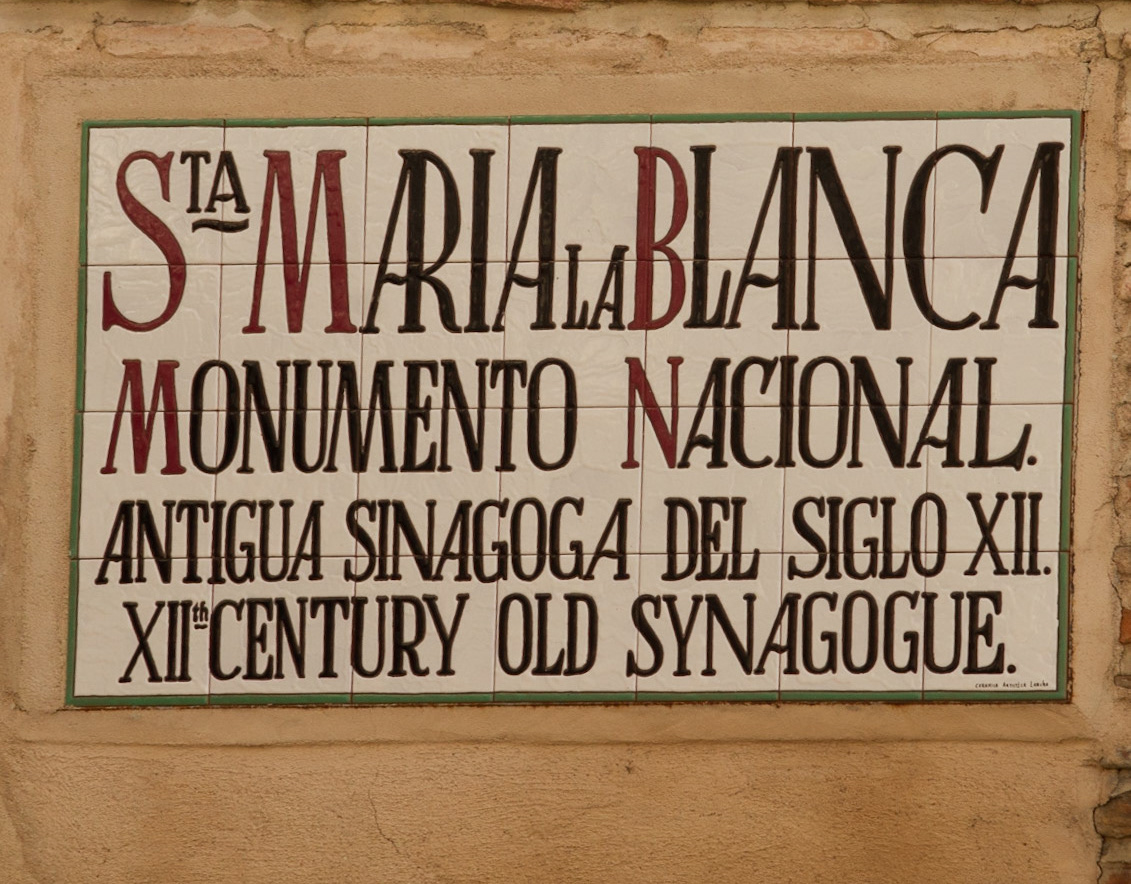 STA MARIA LA BLANCA
MONUMENTO NACIONAL.
ANTIGUA SINAGOGA DEL SIGLO XII.
XIIth CENTURY OLD SYNAGOGUE.